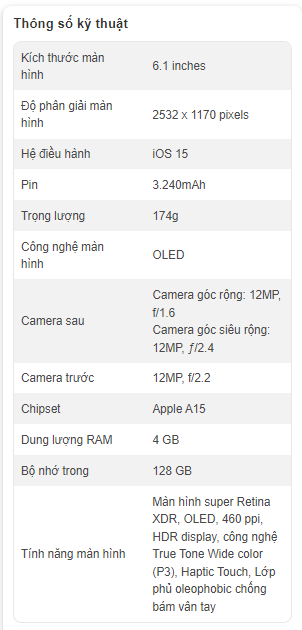 Thông số kỹ thuật
Kích thước màn
hình
6.1 inches
Độ phân giải màn
hình
2532 x 1170 pixels
Hệ điều hành
iOS 15
Pin
3.240mAh
Trọng lượng
174g
Công nghệ màn
hình
OLED
Camera sau
Camera góc rộng: 12MP,
f/1.6
Camera góc siêu rộng:
12MP, ƒ/2.4
Camera trước
12MP, f/2.2
Chipset
Apple A15
Dung lượng RAM
4 GB
Bộ nhớ trong
128 GB
Tính năng màn hình
Màn hình super Retina
XDR, OLED, 460 ppi,
HDR display, công nghệ
True Tone Wide color
(P3), Haptic Touch, Lớp
phủ oleophobic chống
bám vân tay